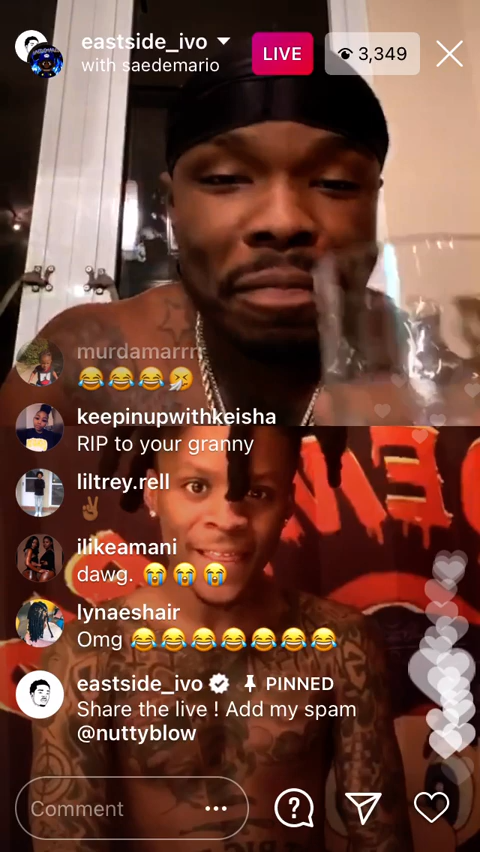 eastside_ivo
with saedemario
LIVE
3,349
murdamarrrr
😂😂😂🤧
keepinupwithkeisha
RIP to your granny
liltrey.rell
✌🏽
ilikeamani
dawg. 😭😭😭
lynaeshair
Omg 😂😂😂😂😂😂😂
eastside_ivo PINNED
Share the live ! Add my spam
@nuttyblow
Comment